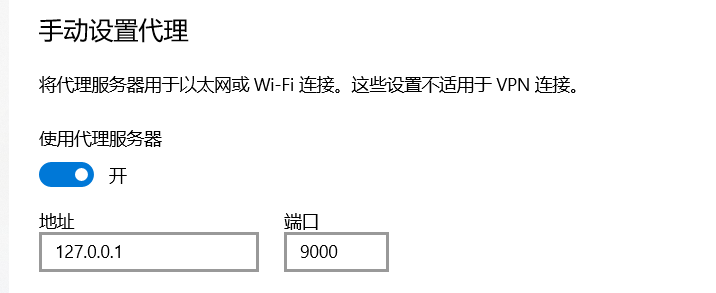 手动设置代理
将代理服务器用于以太网或 Wi-Fi 连接。这些设置不适用于 VPN 连接。
使用代理服务器
开
地址 端口
127.0.0.1 9000